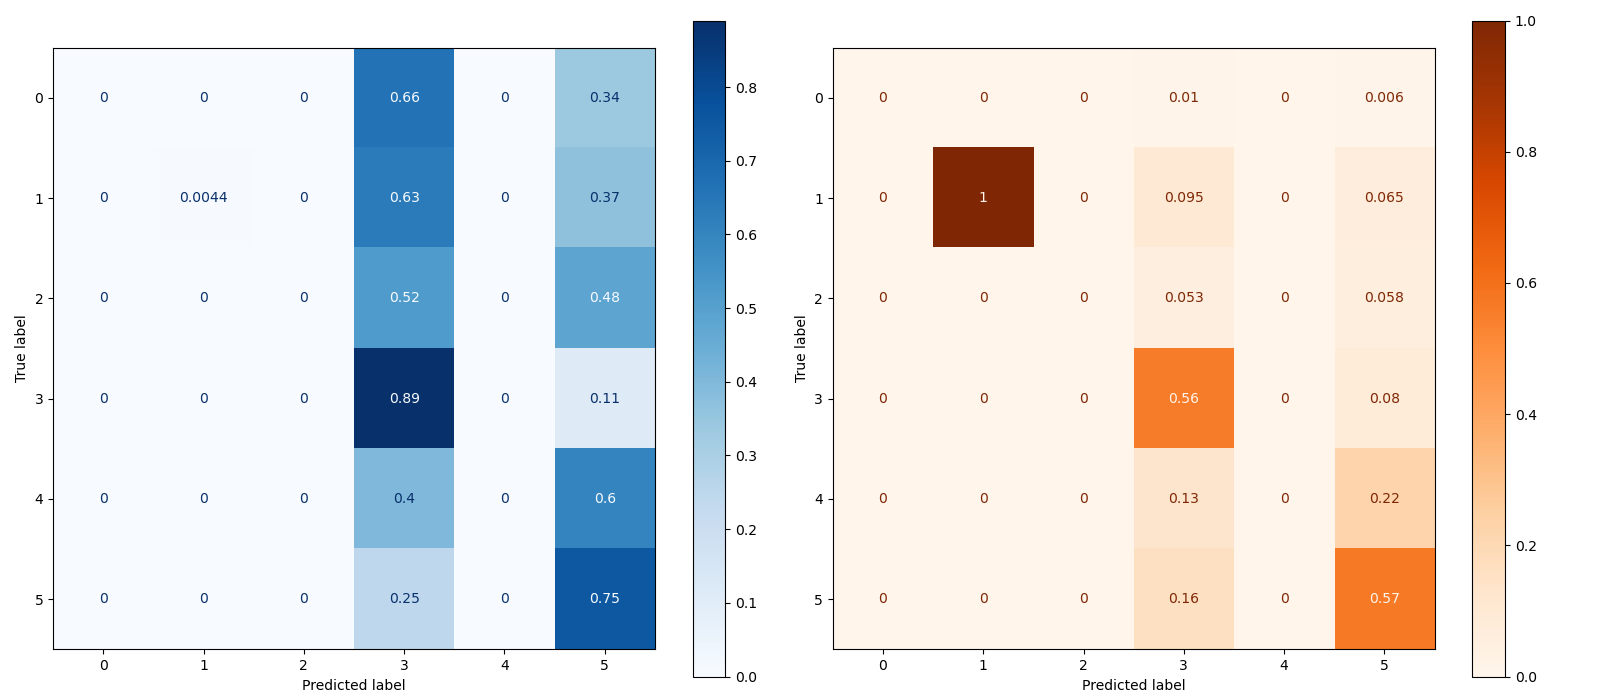 0 0 0 0 0.66 0 0.34
1 0 0.0044 0 0.63 0 0.37
2 0 0 0 0.52 0 0.48
3 0 0 0 0.89 0 0.11
4 0 0 0 0.4 0 0.6
5 0 0 0 0.25 0 0.75
0 1 2 3 4 5
True label
Predicted label
0.8
0.7
0.6
0.5
0.4
0.3
0.2
0.1
0.0
0 0 0 0 0.01 0 0.006
1 0 1 0 0.095 0 0.065
2 0 0 0 0.053 0 0.058
3 0 0 0 0.56 0 0.08
4 0 0 0 0.13 0 0.22
5 0 0 0 0.16 0 0.57
0 1 2 3 4 5
True label
Predicted label
1.0
0.8
0.6
0.4
0.2
0.0